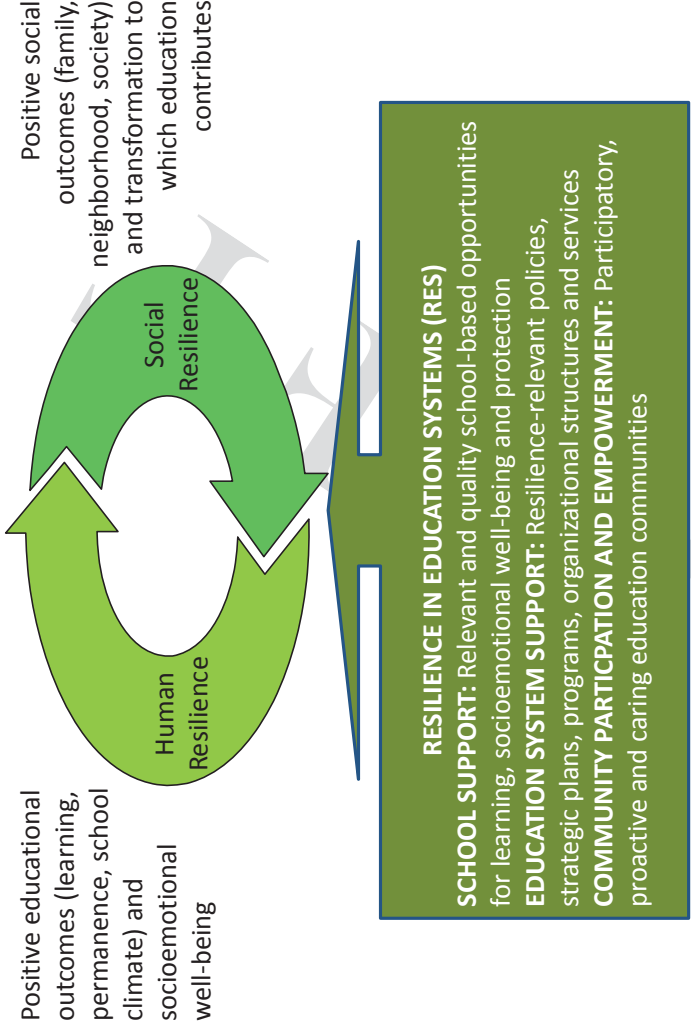 Positive educational
outcomes (learning,
permanence, school
climate) and
socioemotional
well-being
Human
Resilience
Social
Resilience
Positive social
outcomes (family,
neighborhood, society)
and transformation to
which education
contributes
RESILIENCE IN EDUCATION SYSTEMS (RES)
SCHOOL SUPPORT: Relevant and quality school-based opportunities
for learning, socioemotional well-being and protection
EDUCATION SYSTEM SUPPORT: Resilience-relevant policies,
strategic plans, programs, organizational structures and services
COMMUNITY PARTICPATION AND EMPOWERMENT: Participatory,
proactive and caring education communities